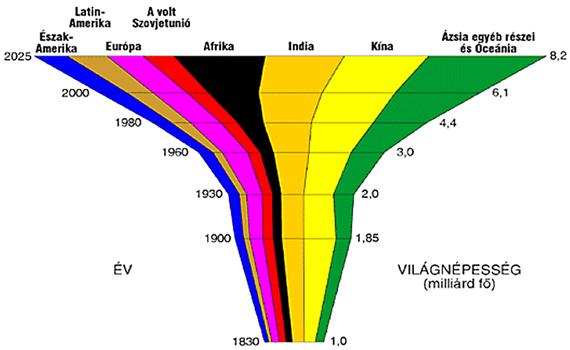 Latin-
Amerika
A volt
Szovjetunió
Észak-
Amerika
Európa
Afrika
India
Kína
Ázsia egyéb részei
és Óceánia
2025
8,2
2000
6,1
1980
4,4
1960
3,0
1930
2,0
1900
1,85
ÉV
VILÁGNÉPESSÉG
(milliárd fő)
1830
1,0